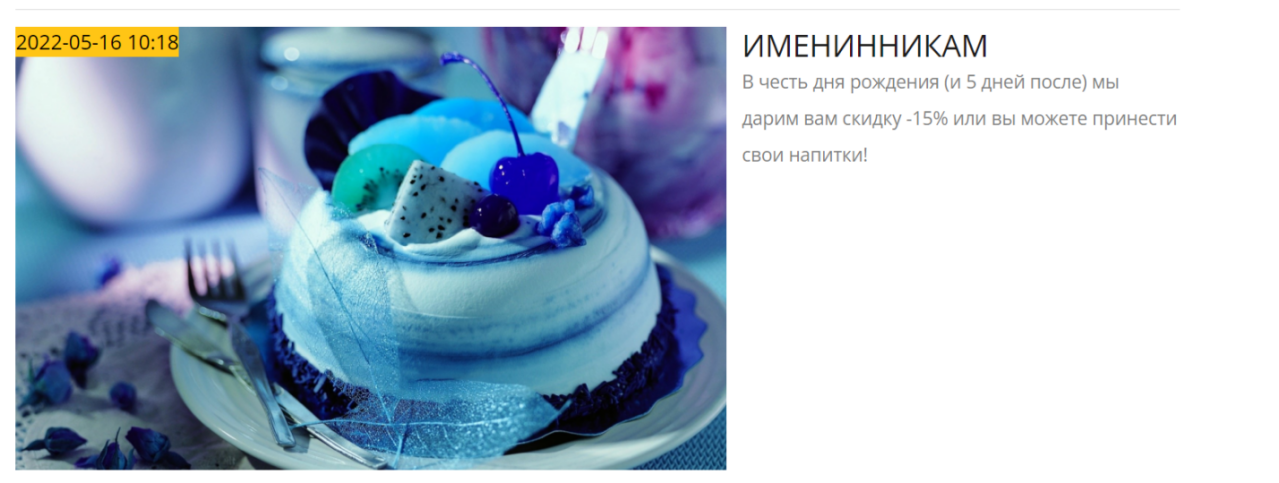 2022-05-16 10:18
ИМЕНИННИКАМ
В честь дня рождения (и 5 дней после) мы
дарим вам скидку -15% или вы можете принести
свои напитки!